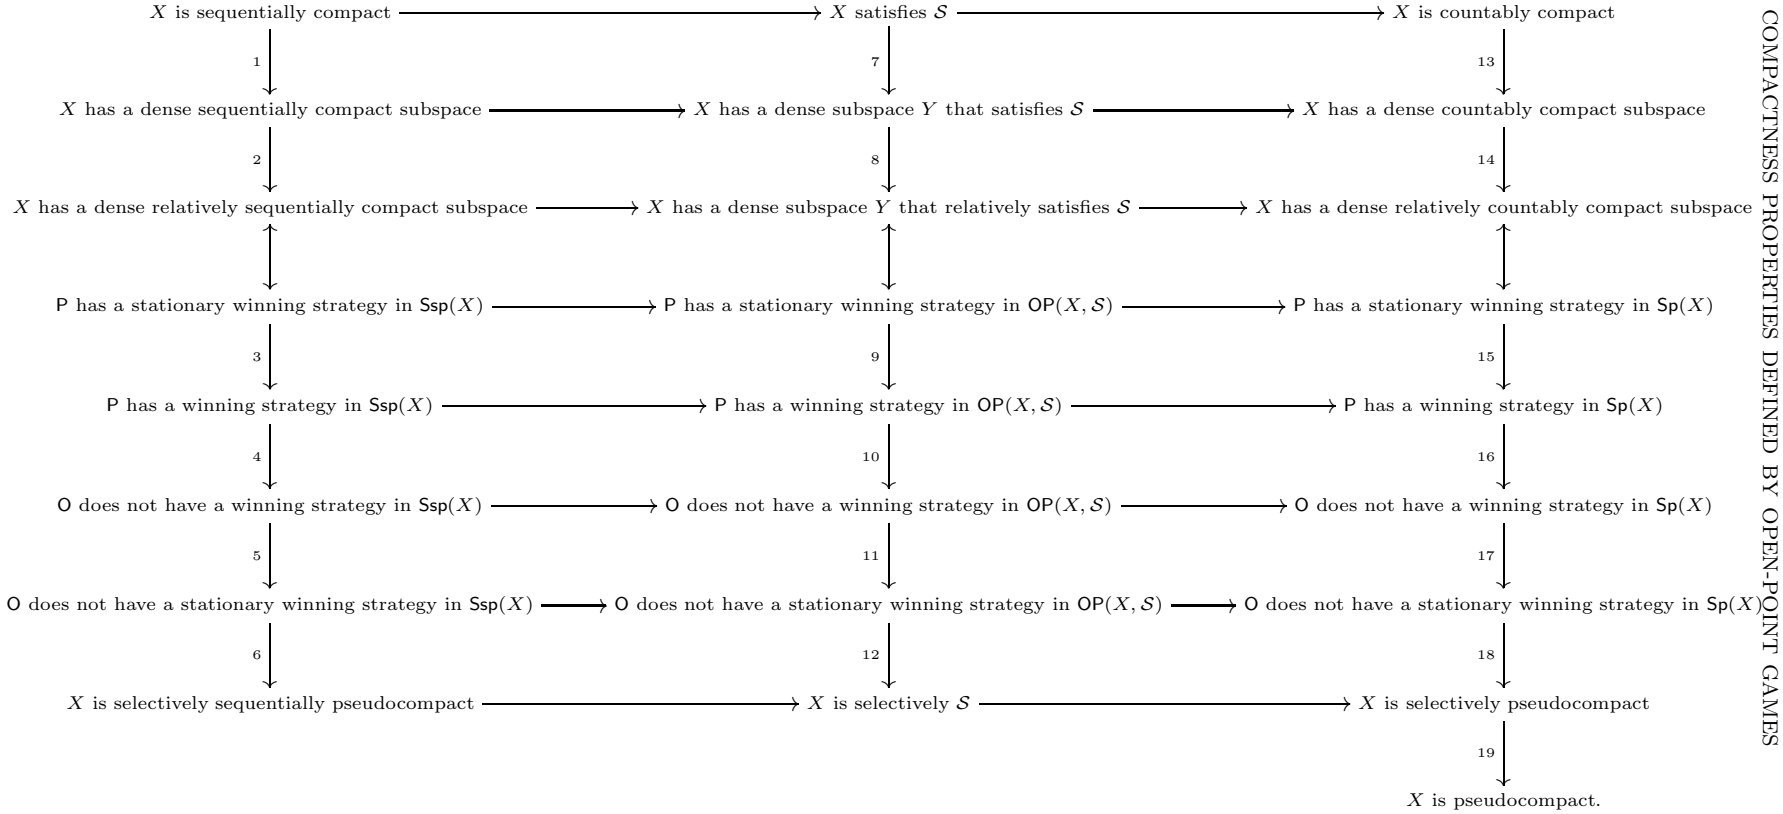 X is sequentially compact X satisfies 𝒮 X is countably compact
1 7 13
X has a dense sequentially compact subspace X has a dense subspace Y that satisfies 𝒮 X has a dense countably compact subspace
2 8 14
X has a dense relatively sequentially compact subspace X has a dense subspace Y that relatively satisfies 𝒮 X has a dense relatively countably compact subspace
P has a stationary winning strategy in Ssp(X) P has a stationary winning strategy in OP(X, 𝒮) P has a stationary winning strategy in Sp(X)
3 9 15
P has a winning strategy in Ssp(X) P has a winning strategy in OP(X, 𝒮) P has a winning strategy in Sp(X)
4 10 16
O does not have a winning strategy in Ssp(X) O does not have a winning strategy in OP(X, 𝒮) O does not have a winning strategy in Sp(X)
5 11 17
O does not have a stationary winning strategy in Ssp(X) O does not have a stationary winning strategy in OP(X, 𝒮) O does not have a stationary winning strategy in Sp(X)
6 12 18
X is selectively sequentially pseudocompact X is selectively 𝒮 X is selectively pseudocompact
19
X is pseudocompact.
COMPACTNESS PROPERTIES DEFINED BY OPEN-POINT GAMES